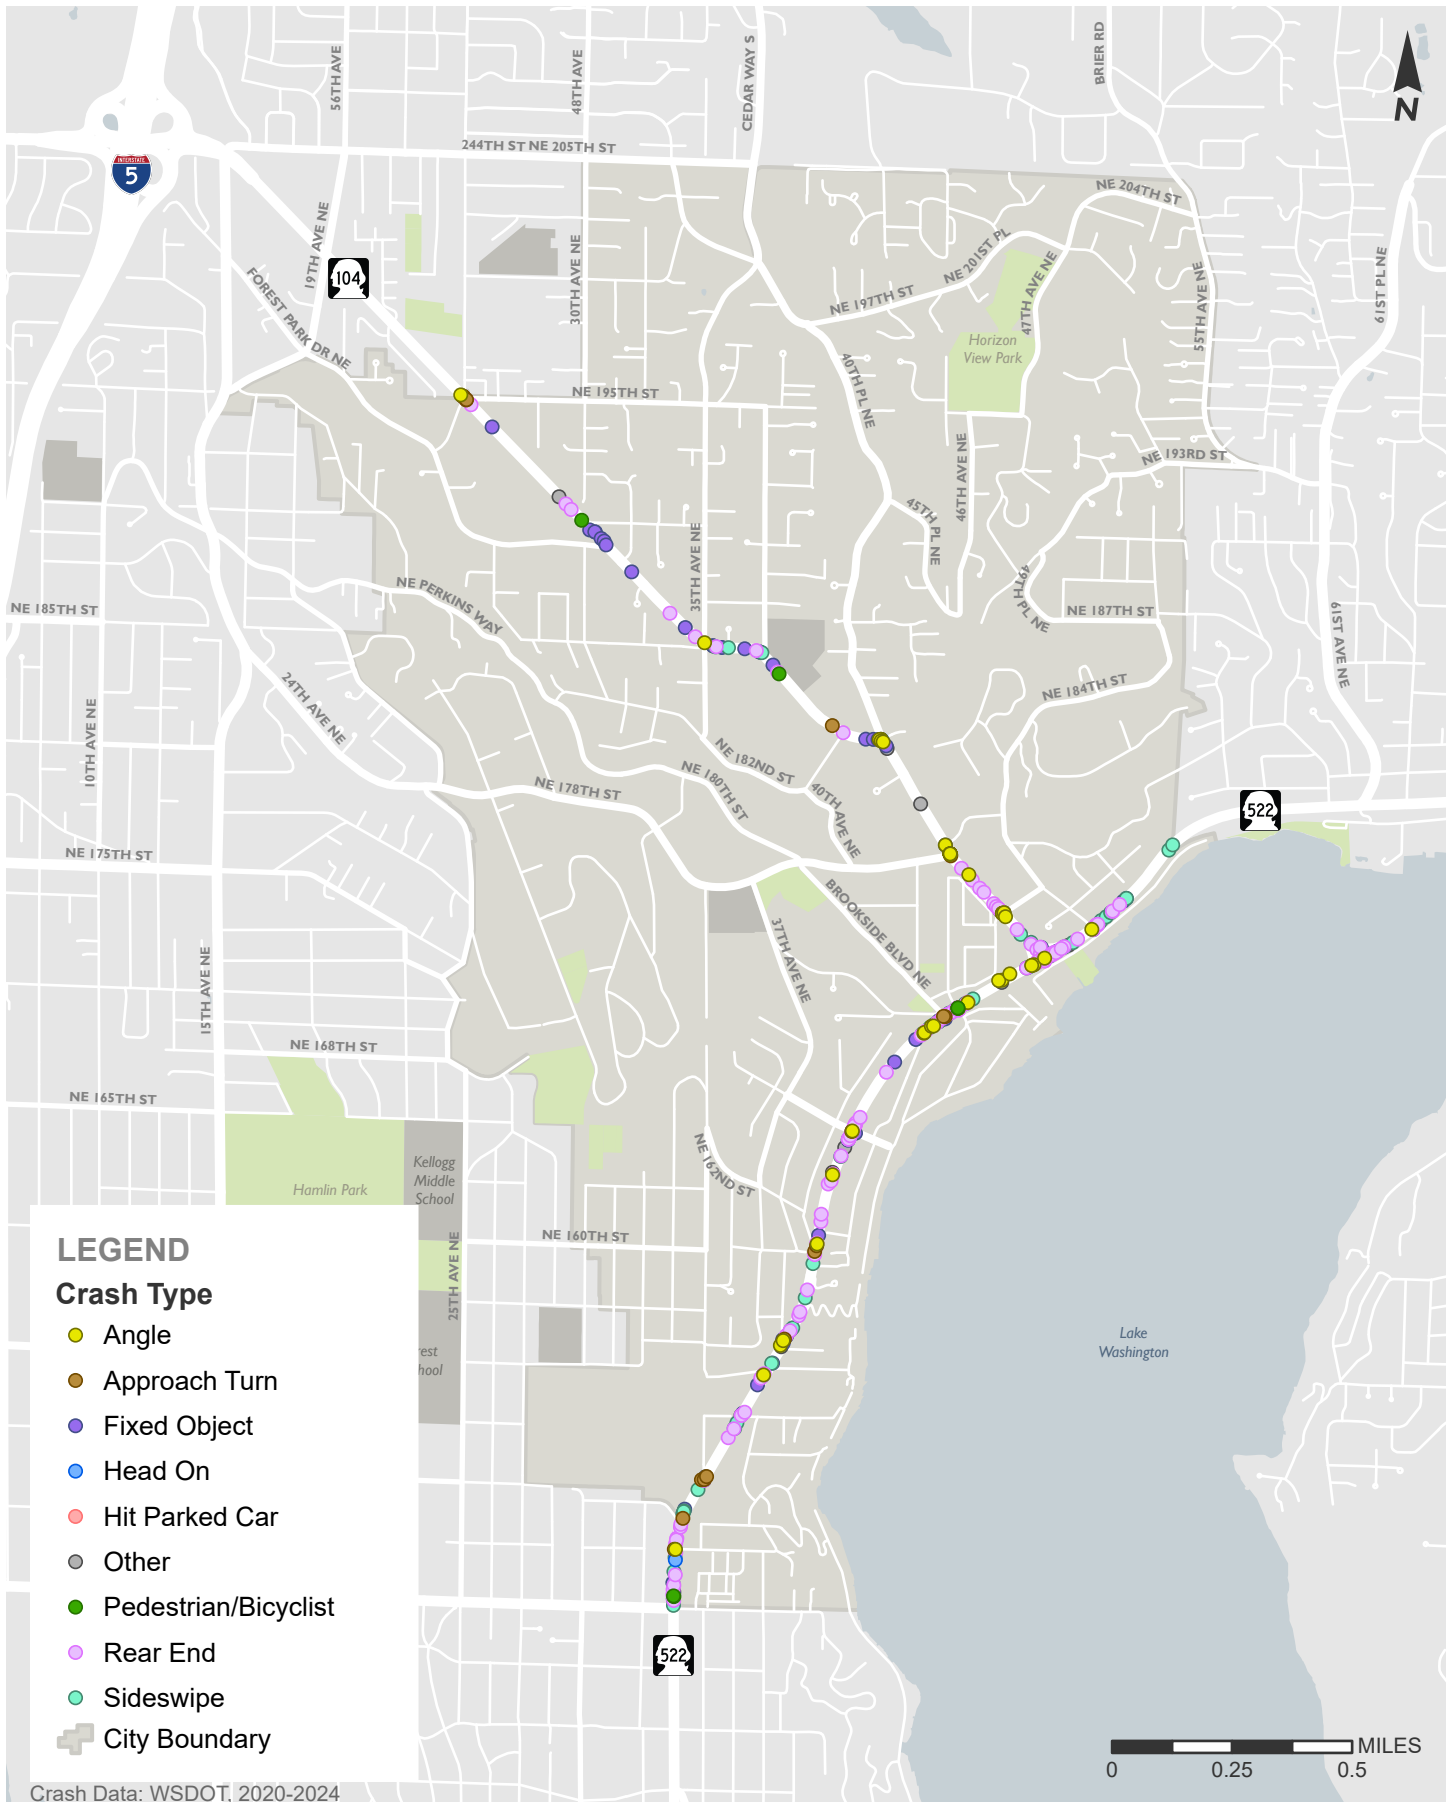 56TH AVE
48TH AVE
CEDAR WAY S
BRIER RD
N
244TH ST NE 205TH ST
INTERSTATE
5
NE 204TH ST
19TH AVE NE
104
30TH AVE NE
FOREST PARK DR NE
NE 201ST PL
NE 197TH ST
47TH AVE NE
55TH AVE NE
61ST PL NE
Horizon
View Park
40TH PL NE
NE 195TH ST
46TH AVE NE
NE 193RD ST
45TH PL NE
35TH AVE NE
49TH PL NE
NE 187TH ST
61ST AVE NE
NE PERKINS WAY
NE 185TH ST
24TH AVE NE
10TH AVE NE
NE 184TH ST
NE 182ND ST
NE 180TH ST
NE 178TH ST
40TH AVE NE
522
NE 175TH ST
BROOKSIDE BLVD NE
37TH AVE NE
15TH AVE NE
NE 168TH ST
NE 165TH ST
Kellogg
Middle
School
Hamlin Park
NE 162ND ST
NE 160TH ST
25TH AVE NE
rest
hool
Lake
Washington
522
LEGEND
Crash Type
Angle
Approach Turn
Fixed Object
Head On
Hit Parked Car
Other
Pedestrian/Bicyclist
Rear End
Sideswipe
City Boundary
MILES
0 0.25 0.5
Crash Data: WSDOT, 2020-2024